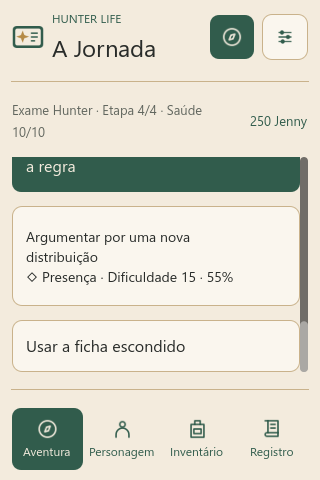 HUNTER LIFE
A Jornada
Exame Hunter · Etapa 4/4 · Saúde
10/10
250 Jenny
a regra
Argumentar por uma nova
distribuição
◇ Presença · Dificuldade 15 · 55%
Usar a ficha escondido
Aventura
Personagem
Inventário
Registro